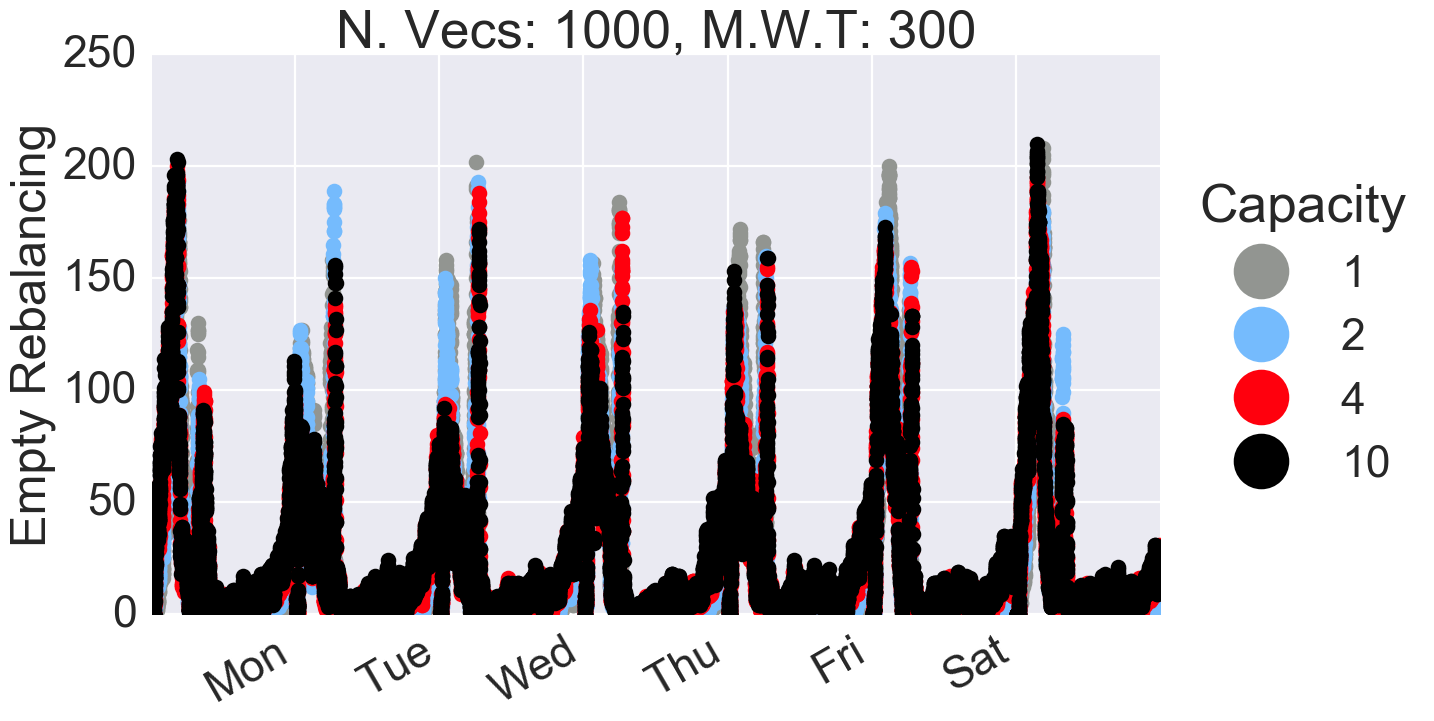 N. Vecs: 1000, M.W.T: 300
Empty Rebalancing
250
200
150
100
50
0
Mon
Tue
Wed
Thu
Fri
Sat
Capacity
1
2
4
10